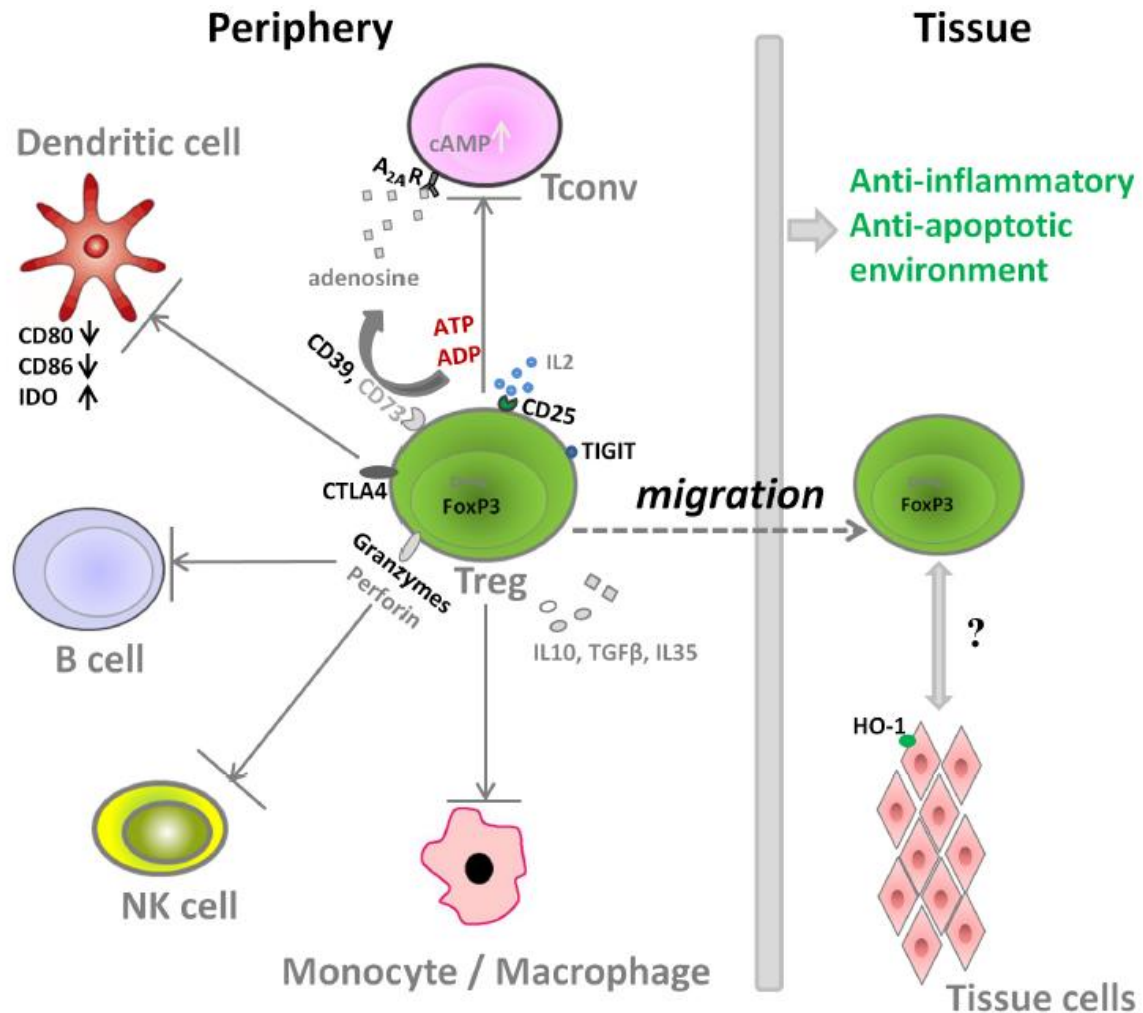 Periphery
Tissue
Dendritic cell
cAMP
A2AR
Tconv
CD80
CD86
IDO
adenosine
ATP
ADP
CD39, CD73
IL2
CD25
TIGIT
CTLA4
FoxP3
Treg
migration
Granzymes
Perforin
IL10, TGFβ, IL35
B cell
NK cell
Monocyte / Macrophage
Anti-inflammatory
Anti-apoptotic
environment
FoxP3
?
HO-1
Tissue cells